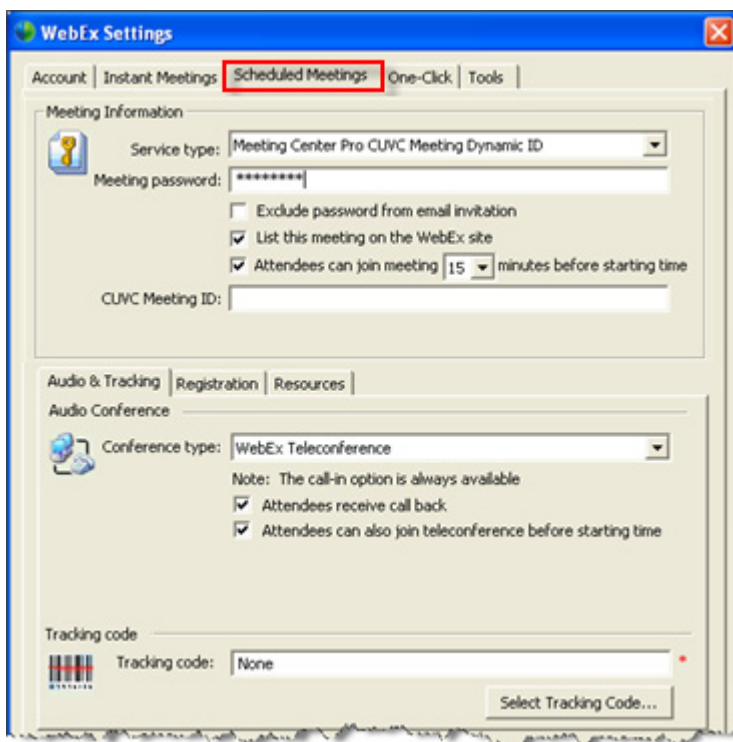 WebEx Settings
Account Instant Meetings Scheduled Meetings One-Click Tools
Meeting Information
Service type: Meeting Center Pro CUVC Meeting Dynamic ID
Meeting password: ********
Exclude password from email invitation
List this meeting on the WebEx site
Attendees can join meeting 15 minutes before starting time
CUVC Meeting ID:
Audio & Tracking Registration Resources
Audio Conference
Conference type: WebEx Teleconference
Note: The call-in option is always available
Attendees receive call back
Attendees can also join teleconference before starting time
Tracking code
Tracking code: None *
Select Tracking Code...